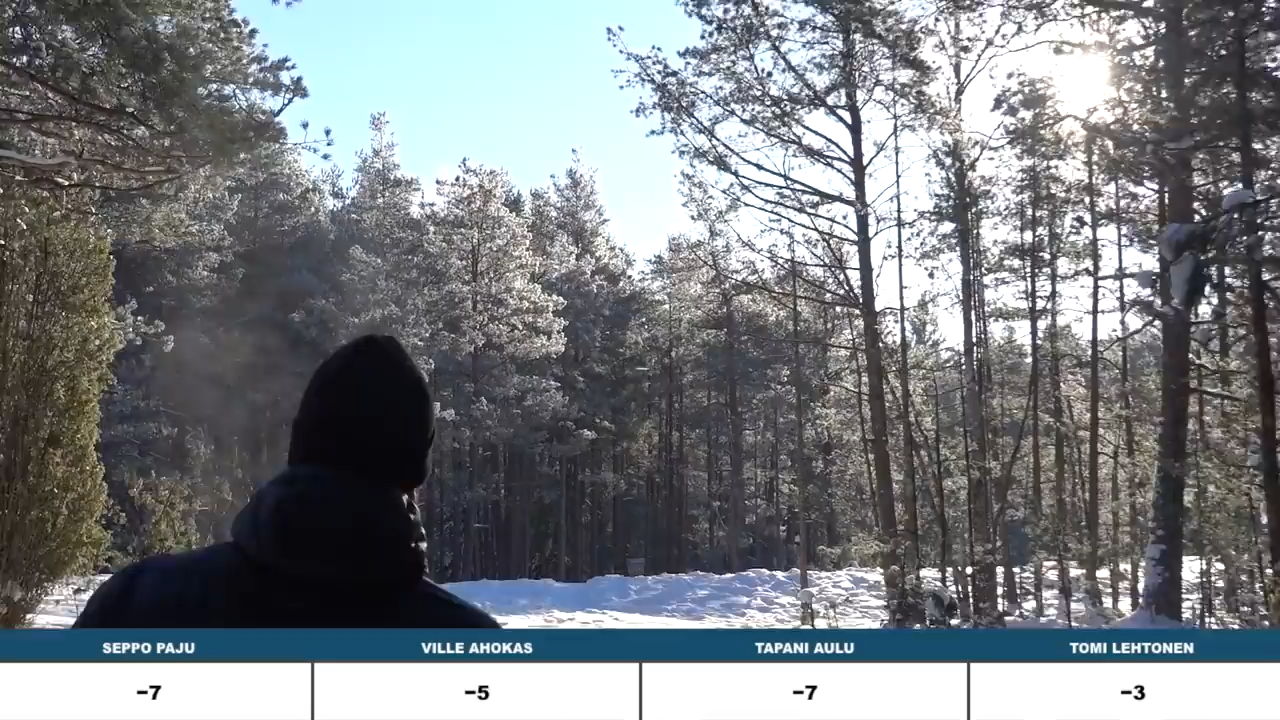 SEPPO PAJU VILLE AHOKAS TAPANI AULU TOMI LEHTONEN
−7 −5 −7 −3